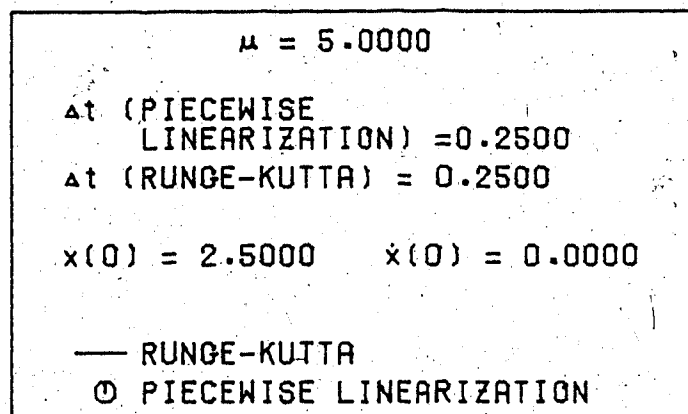 μ = 5.0000
Δt (PIECEWISE
LINEARIZATION) =0.2500
Δt (RUNGE-KUTTA) = 0.2500
x(0) = 2.5000 ẋ(0) = 0.0000
— RUNGE-KUTTA
⏀ PIECEWISE LINEARIZATION